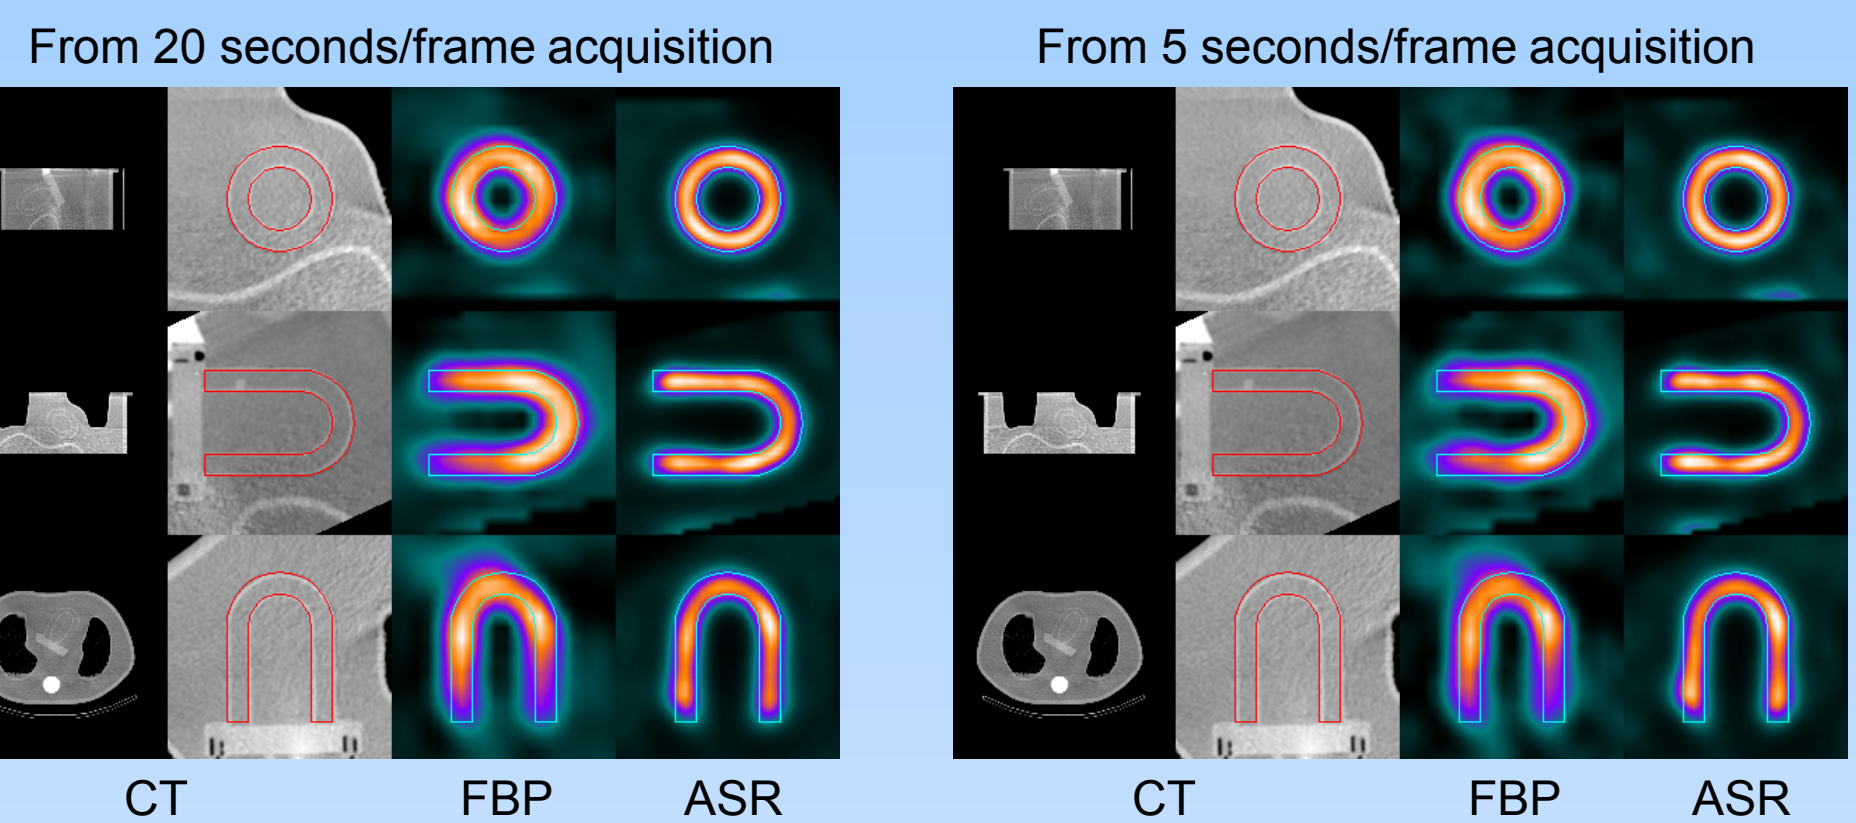 From 20 seconds/frame acquisition
From 5 seconds/frame acquisition
CT FBP ASR
CT FBP ASR